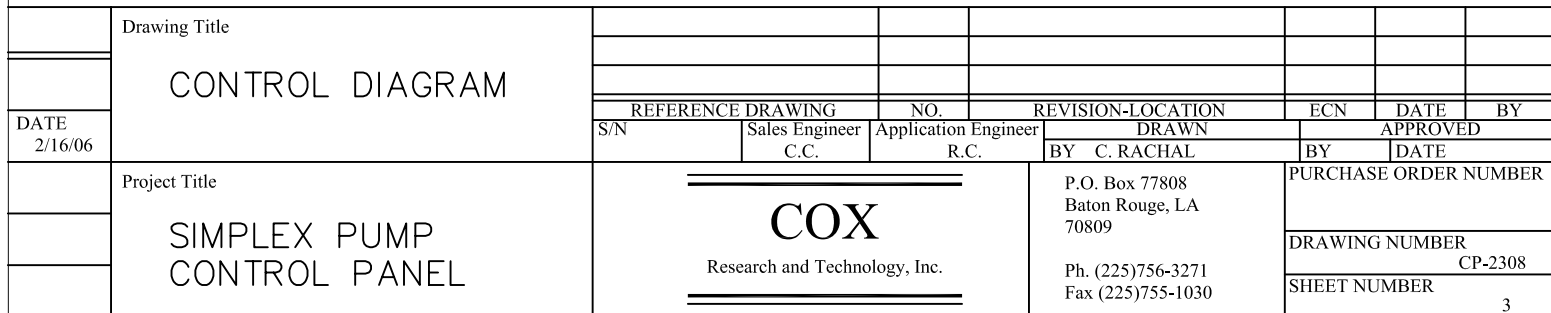 Drawing Title
CONTROL DIAGRAM
REFERENCE DRAWING NO. REVISION-LOCATION ECN DATE BY
DATE
2/16/06
S/N Sales Engineer Application Engineer DRAWN APPROVED
C.C. R.C. BY C. RACHAL BY DATE
Project Title
SIMPLEX PUMP
CONTROL PANEL
COX
Research and Technology, Inc.
P.O. Box 77808
Baton Rouge, LA
70809
Ph. (225)756-3271
Fax (225)755-1030
PURCHASE ORDER NUMBER
DRAWING NUMBER
CP-2308
SHEET NUMBER
3